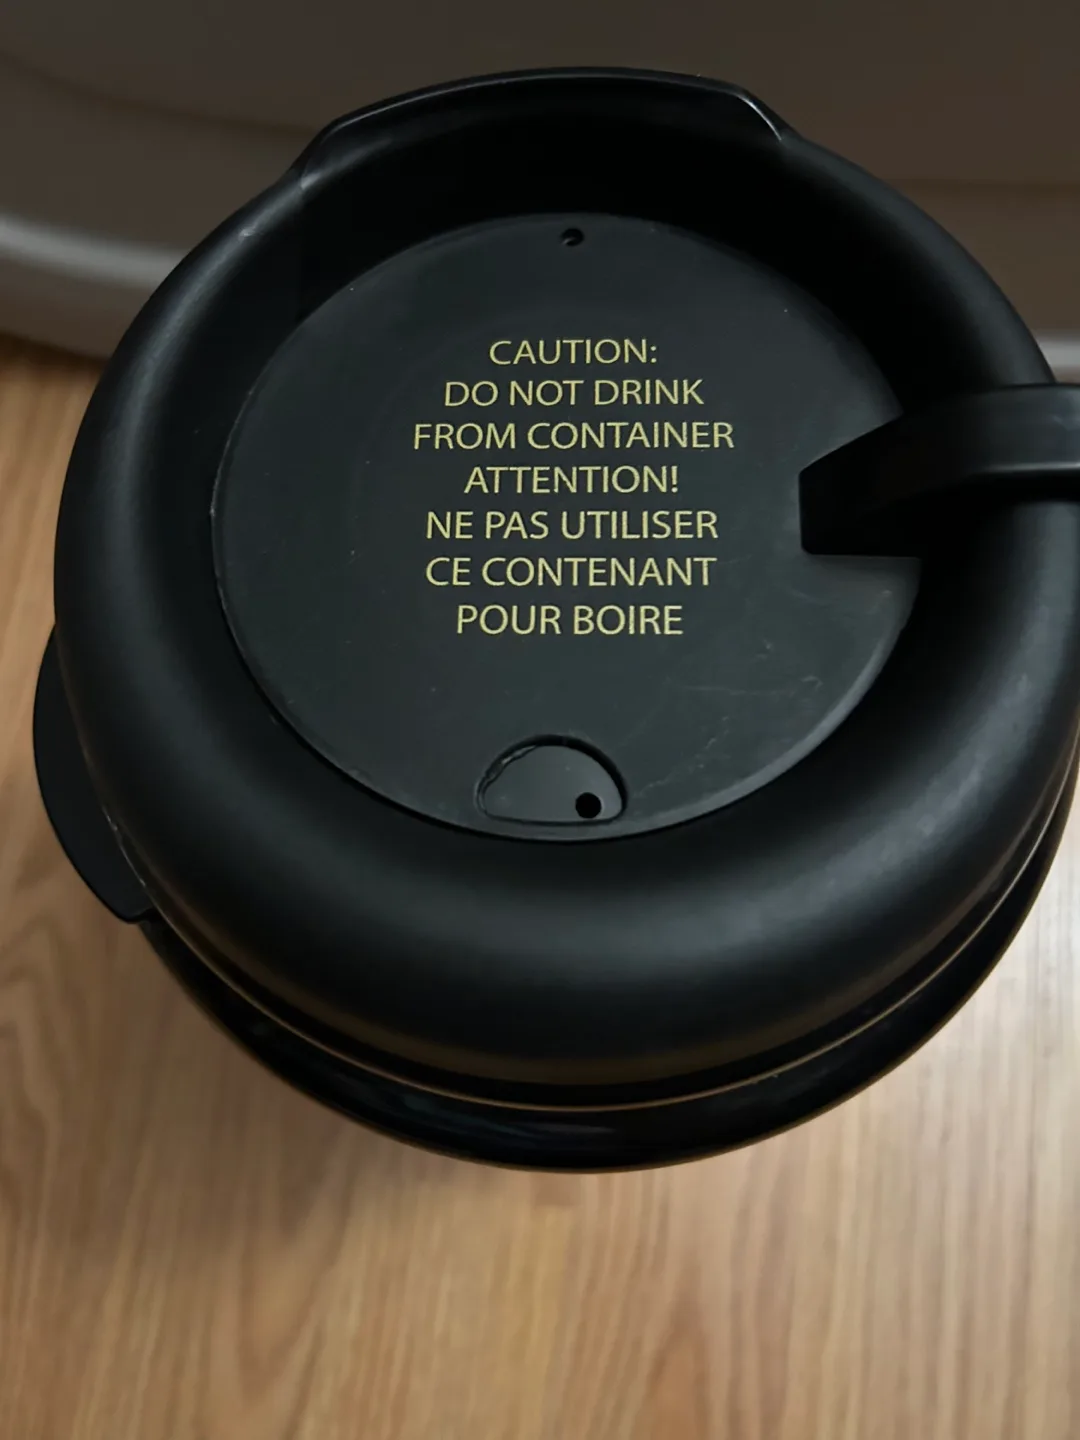 CAUTION:
DO NOT DRINK
FROM CONTAINER
ATTENTION!
NE PAS UTILISER
CE CONTENANT
POUR BOIRE